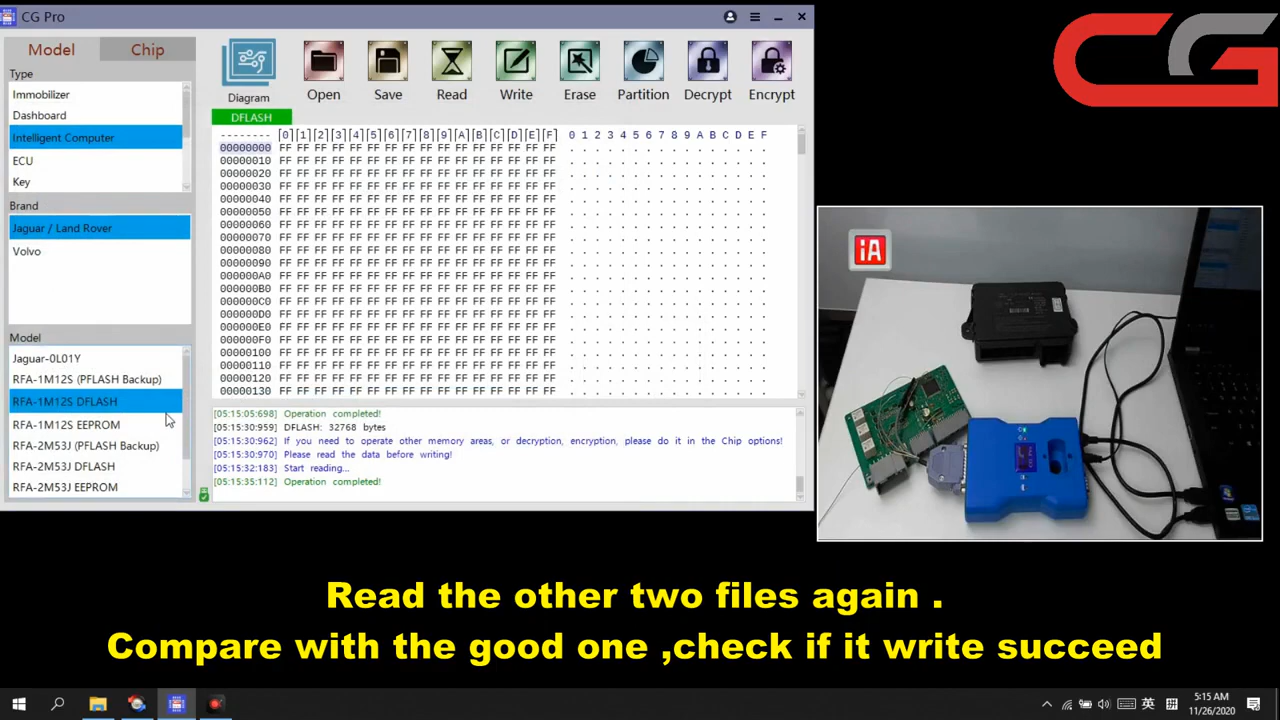 CG Pro
Model Chip
Type
Immobilizer
Dashboard
Intelligent Computer
ECU
Key
Brand
Jaguar / Land Rover
Volvo
Model
Jaguar-0L01Y
RFA-1M12S (PFLASH Backup)
RFA-1M12S DFLASH
RFA-1M12S EEPROM
RFA-2M53J (PFLASH Backup)
RFA-2M53J DFLASH
RFA-2M53J EEPROM
Diagram Open Save Read Write Erase Partition Decrypt Encrypt
DFLASH
-------- [0][1][2][3][4][5][6][7][8][9][A][B][C][D][E][F] 0 1 2 3 4 5 6 7 8 9 A B C D E F
00000000 FF FF FF FF FF FF FF FF FF FF FF FF FF FF FF FF . . . . . . . . . . . . . . . .
00000010 FF FF FF FF FF FF FF FF FF FF FF FF FF FF FF FF . . . . . . . . . . . . . . . .
00000020 FF FF FF FF FF FF FF FF FF FF FF FF FF FF FF FF . . . . . . . . . . . . . . . .
00000030 FF FF FF FF FF FF FF FF FF FF FF FF FF FF FF FF . . . . . . . . . . . . . . . .
00000040 FF FF FF FF FF FF FF FF FF FF FF FF FF FF FF FF . . . . . . . . . . . . . . . .
00000050 FF FF FF FF FF FF FF FF FF FF FF FF FF FF FF FF . . . . . . . . . . . . . . . .
00000060 FF FF FF FF FF FF FF FF FF FF FF FF FF FF FF FF . . . . . . . . . . . . . . . .
00000070 FF FF FF FF FF FF FF FF FF FF FF FF FF FF FF FF . . . . . . . . . . . . . . . .
00000080 FF FF FF FF FF FF FF FF FF FF FF FF FF FF FF FF . . . . . . . . . . . . . . . .
00000090 FF FF FF FF FF FF FF FF FF FF FF FF FF FF FF FF . . . . . . . . . . . . . . . .
000000A0 FF FF FF FF FF FF FF FF FF FF FF FF FF FF FF FF . . . . . . . . . . . . . . . .
000000B0 FF FF FF FF FF FF FF FF FF FF FF FF FF FF FF FF . . . . . . . . . . . . . . . .
000000C0 FF FF FF FF FF FF FF FF FF FF FF FF FF FF FF FF . . . . . . . . . . . . . . . .
000000D0 FF FF FF FF FF FF FF FF FF FF FF FF FF FF FF FF . . . . . . . . . . . . . . . .
000000E0 FF FF FF FF FF FF FF FF FF FF FF FF FF FF FF FF . . . . . . . . . . . . . . . .
000000F0 FF FF FF FF FF FF FF FF FF FF FF FF FF FF FF FF . . . . . . . . . . . . . . . .
00000100 FF FF FF FF FF FF FF FF FF FF FF FF FF FF FF FF . . . . . . . . . . . . . . . .
00000110 FF FF FF FF FF FF FF FF FF FF FF FF FF FF FF FF . . . . . . . . . . . . . . . .
00000120 FF FF FF FF FF FF FF FF FF FF FF FF FF FF FF FF . . . . . . . . . . . . . . . .
00000130 FF FF FF FF FF FF FF FF FF FF FF FF FF FF FF FF . . . . . . . . . . . . . . . .
[05:15:05:698] Operation completed!
[05:15:30:959] DFLASH: 32768 bytes
[05:15:30:962] If you need to operate other memory areas, or decryption, encryption, please do it in the Chip options!
[05:15:30:970] Please read the data before writing!
[05:15:32:183] Start reading...
[05:15:35:112] Operation completed!
CG
iA
CG Pro
Read the other two files again .
Compare with the good one ,check if it write succeed
英 拼
5:15 AM
11/26/2020